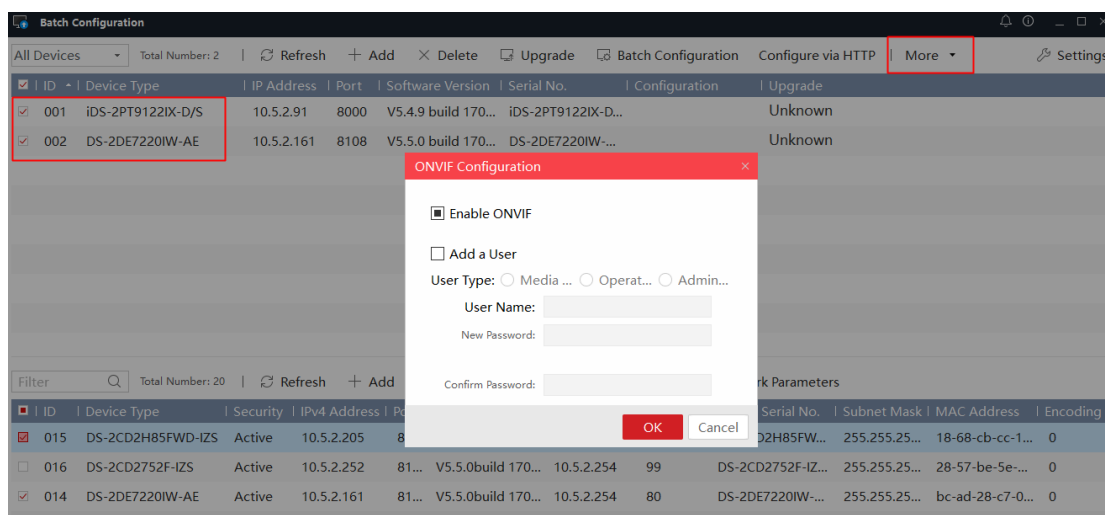 Batch Configuration
All Devices Total Number: 2 | Refresh + Add × Delete Upgrade Batch Configuration Configure via HTTP | More Settings
ID Device Type | IP Address | Port | Software Version | Serial No. | Configuration | Upgrade
001 iDS-2PT9122IX-D/S 10.5.2.91 8000 V5.4.9 build 170... iDS-2PT9122IX-D... Unknown
002 DS-2DE7220IW-AE 10.5.2.161 8108 V5.5.0 build 170... DS-2DE7220IW-... Unknown
ONVIF Configuration ×
Enable ONVIF
Add a User
User Type: Media ... Operat... Admin...
User Name:
New Password:
Confirm Password:
OK Cancel
Filter Total Number: 20 | Refresh + Add rk Parameters
ID | Device Type | Security | IPv4 Address | Po Serial No. | Subnet Mask | MAC Address | Encoding
015 DS-2CD2H85FWD-IZS Active 10.5.2.205 8 D2H85FW... 255.255.25... 18-68-cb-cc-1... 0
016 DS-2CD2752F-IZS Active 10.5.2.252 81... V5.5.0build 170... 10.5.2.254 99 DS-2CD2752F-IZ... 255.255.25... 28-57-be-5e-... 0
014 DS-2DE7220IW-AE Active 10.5.2.161 81... V5.5.0build 170... 10.5.2.254 80 DS-2DE7220IW-... 255.255.25... bc-ad-28-c7-0... 0